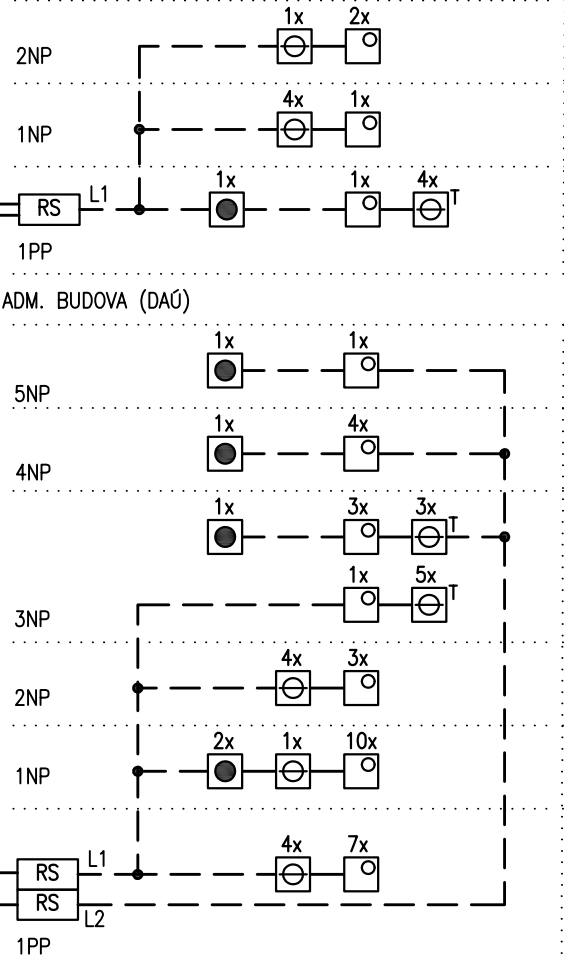 1x 2x
2NP
4x 1x
1NP
1x 1x 4x
RS L1 T
1PP
ADM. BUDOVA (DAÚ)
1x 1x
5NP
1x 4x
4NP
1x 3x 3x
T
1x 5x
T
3NP
4x 3x
2NP
2x 1x 10x
1NP
4x 7x
RS L1
RS L2
1PP